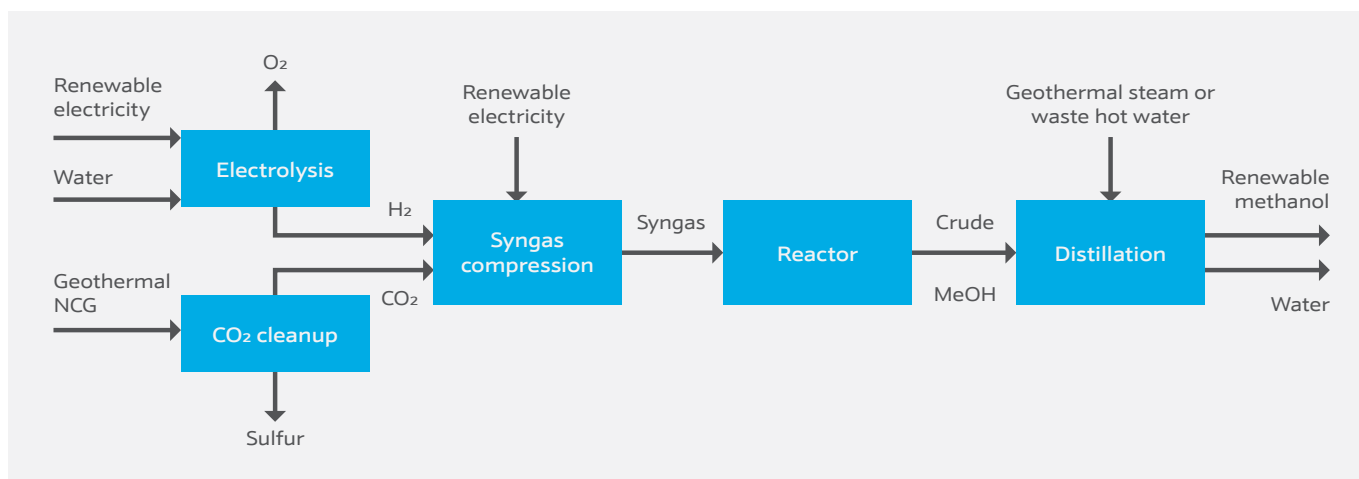 O₂
Renewable
electricity
Electrolysis
Water
H₂
Geothermal
NCG
CO₂ cleanup
CO₂
Sulfur
Renewable
electricity
Syngas
compression
Syngas
Reactor
Crude
MeOH
Geothermal steam or
waste hot water
Distillation
Renewable
methanol
Water